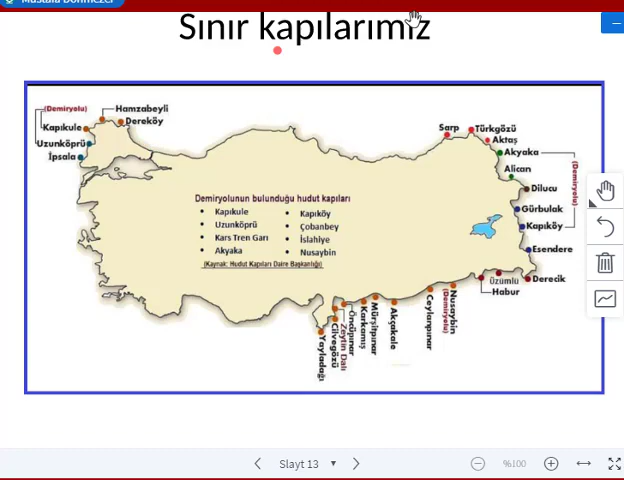 Mustafa Dönmezer
Sınır kapılarımız
(Demiryolu)
Hamzabeyli
Kapıkule
Dereköy
Uzunköprü
İpsala
Sarp
Türkgözü
Aktaş
Akyaka
Alican
(Demiryolu)
Dilucu
Gürbulak
Kapıköy
Esendere
Derecik
Üzümlü
Habur
Demiryolunun bulunduğu hudut kapıları
• Kapıkule
• Uzunköprü
• Kars Tren Garı
• Akyaka
• Kapıköy
• Çobanbey
• İslahiye
• Nusaybin
(Kaynak: Hudut Kapıları Daire Başkanlığı)
Yayladağı
Cilvegözü
Zeytin Dalı
Öncüpınar
Karkamış
Mürşitpınar
Akçakale
Ceylanpınar
(Demiryolu)
Nusaybin
Slayt 13
%100